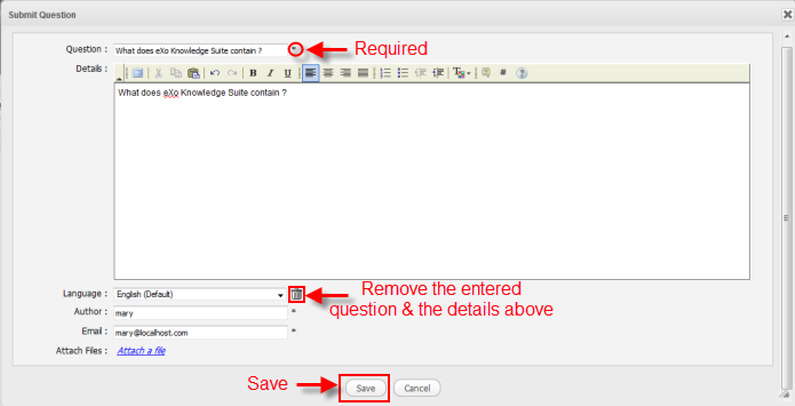 Submit Question
Question : What does eXo Knowledge Suite contain ? * Required
Details :
B I U
What does eXo Knowledge Suite contain ?
Language : English (Default) Remove the entered
question & the details above
Author : mary *
Email : mary@localhost.com *
Attach Files : Attach a file
Save Save Cancel